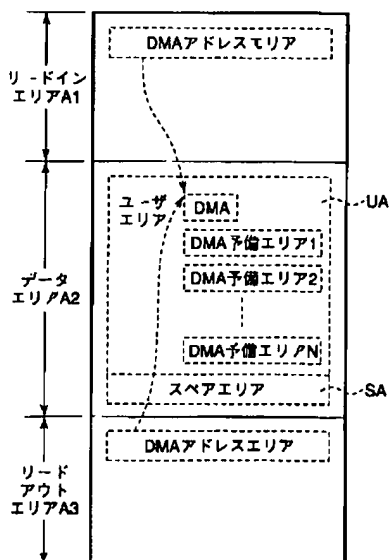 DMAアドレスエリア
リードイン
エリアA1
ユーザ
エリア
DMA
UA
DMA予備エリア1
DMA予備エリア2
データ
エリアA2
DMA予備エリアN
スペアエリア
SA
DMAアドレスエリア
リード
アウト
エリアA3